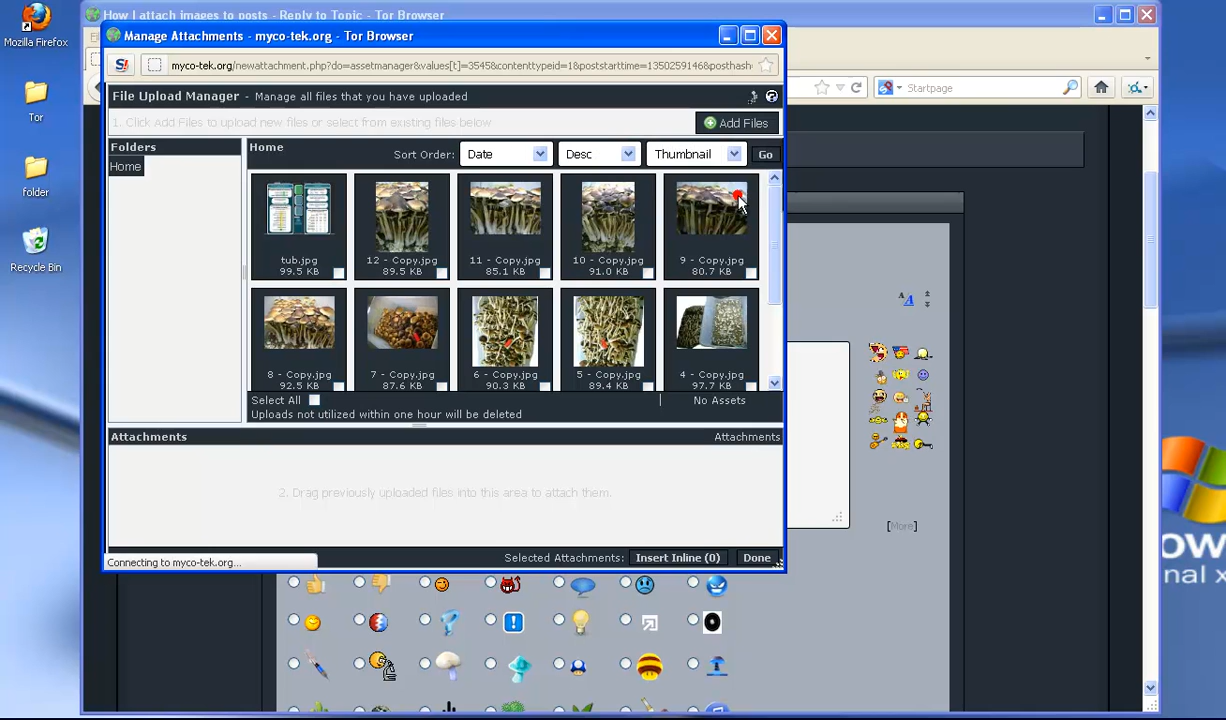 How I attach images to posts - Reply to Topic - Tor Browser
Mozilla Firefox
Tor
folder
Recycle Bin
Manage Attachments - myco-tek.org - Tor Browser
myco-tek.org/newattachment.php?do=assetmanager&values[t]=3545&contenttypeid=1&poststarttime=1350259146&posthash
Startpage
File Upload Manager - Manage all files that you have uploaded
1. Click Add Files to upload new files or select from existing files below
Add Files
Folders
Home
Home
Sort Order:
Date
Desc
Thumbnail
Go
tub.jpg
99.5 KB
12 - Copy.jpg
89.5 KB
11 - Copy.jpg
85.1 KB
10 - Copy.jpg
91.0 KB
9 - Copy.jpg
80.7 KB
8 - Copy.jpg
92.5 KB
7 - Copy.jpg
87.6 KB
6 - Copy.jpg
90.3 KB
5 - Copy.jpg
89.4 KB
4 - Copy.jpg
97.7 KB
Select All
No Assets
Uploads not utilized within one hour will be deleted
Attachments
Attachments
2. Drag previously uploaded files into this area to attach them.
Selected Attachments:
Insert Inline (0)
Done
Connecting to myco-tek.org...
[More]